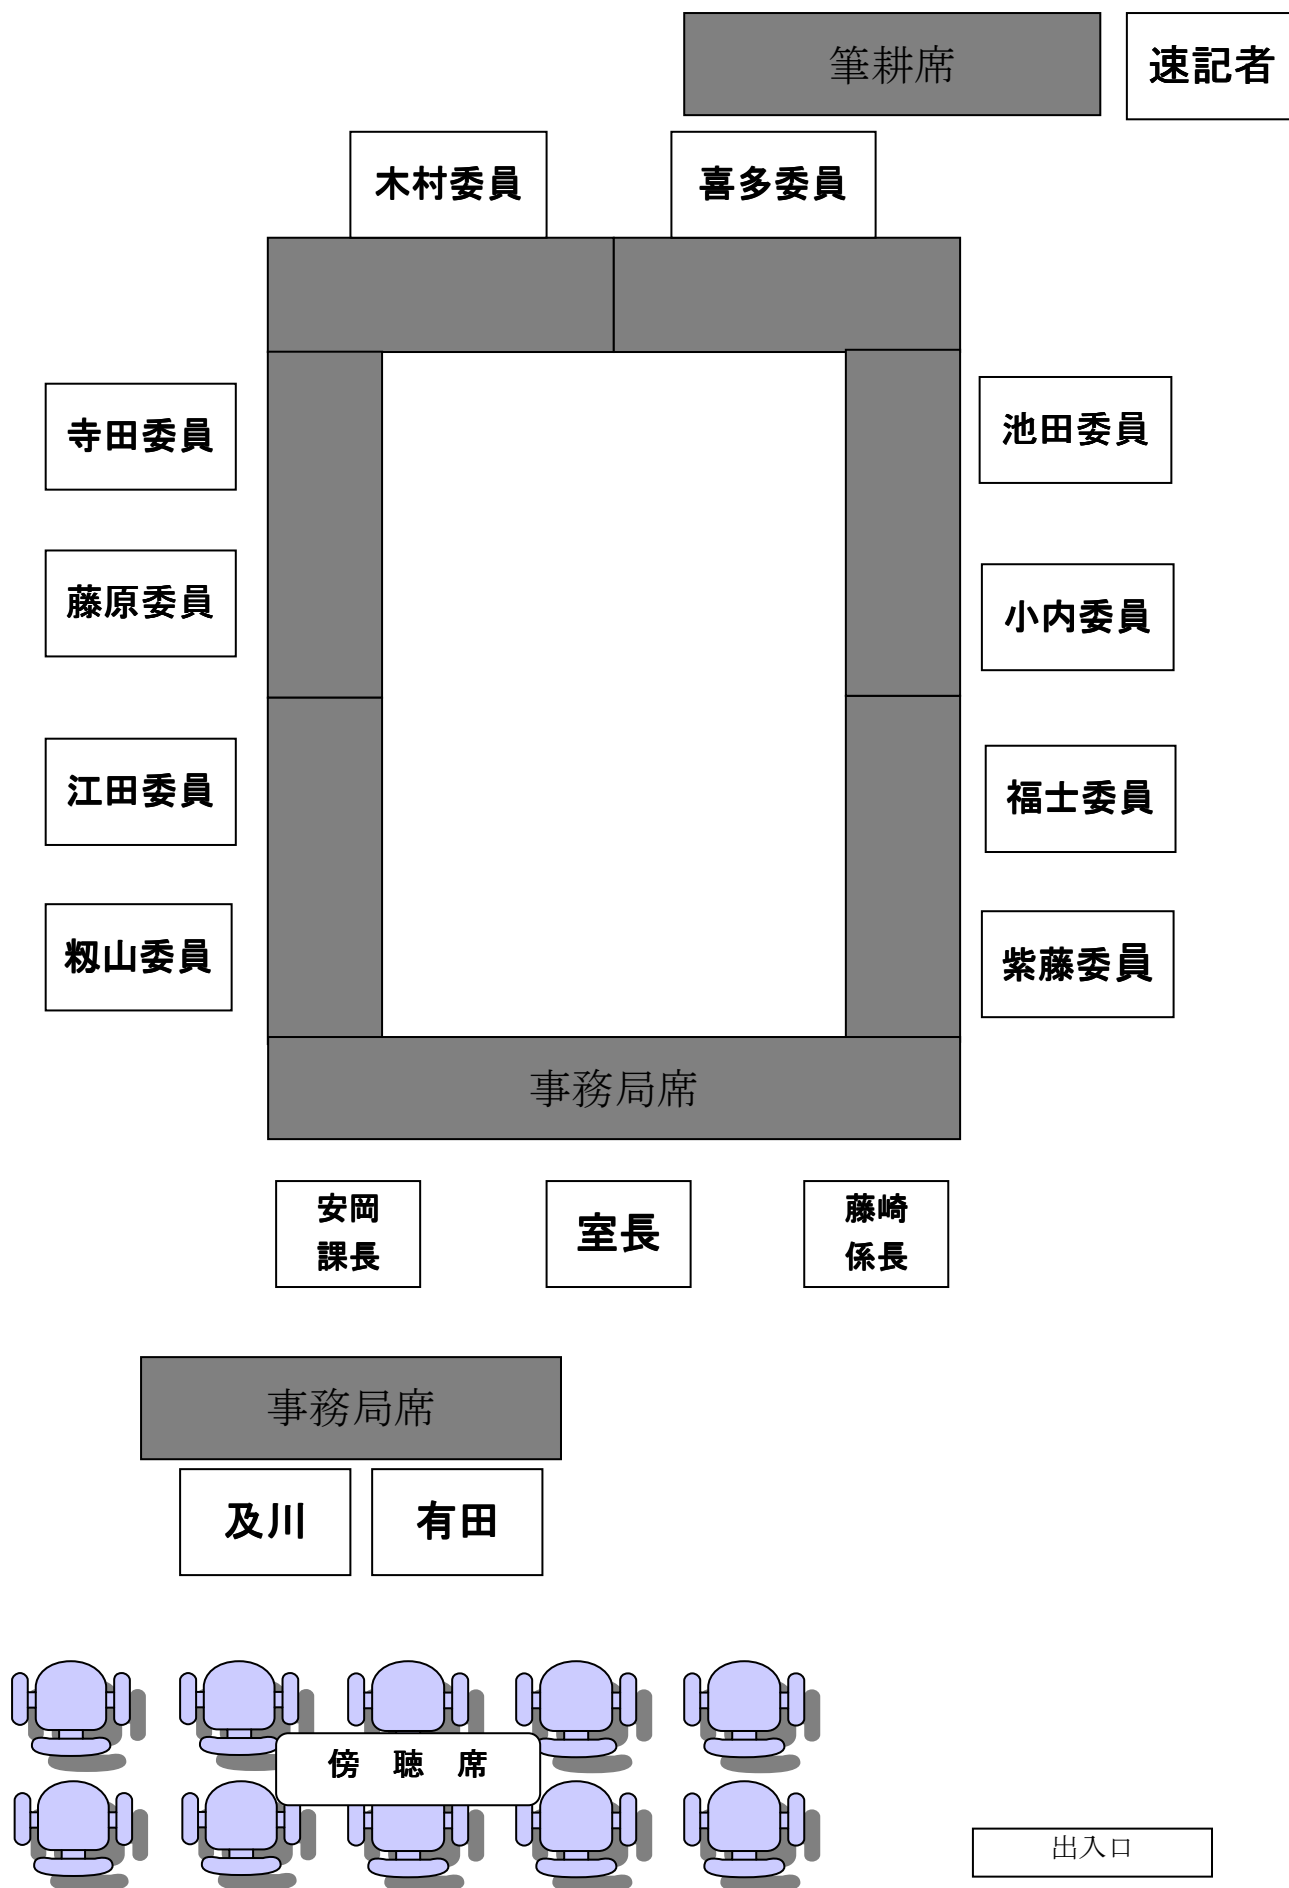 筆耕席
速記者
木村委員
喜多委員
寺田委員
池田委員
藤原委員
小内委員
江田委員
福士委員
籾山委員
紫藤委員
事務局席
安岡
課長
室長
藤崎
係長
事務局席
及川
有田
傍 聴 席
出入口